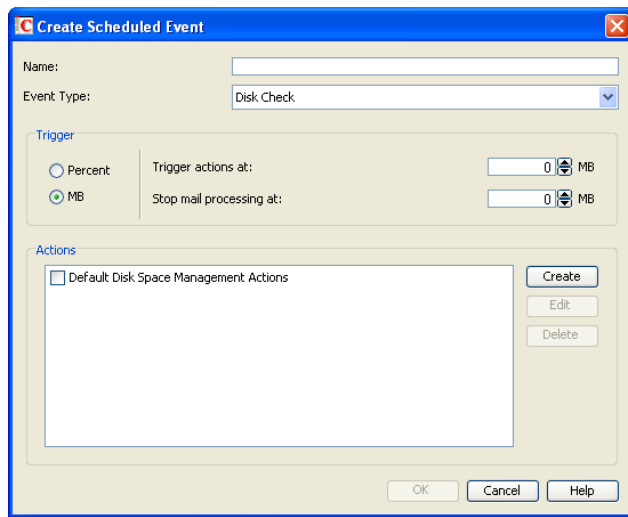 Create Scheduled Event
Name:
Event Type: Disk Check
Trigger
Percent
MB
Trigger actions at: 0 MB
Stop mail processing at: 0 MB
Actions
Default Disk Space Management Actions
Create
Edit
Delete
OK Cancel Help